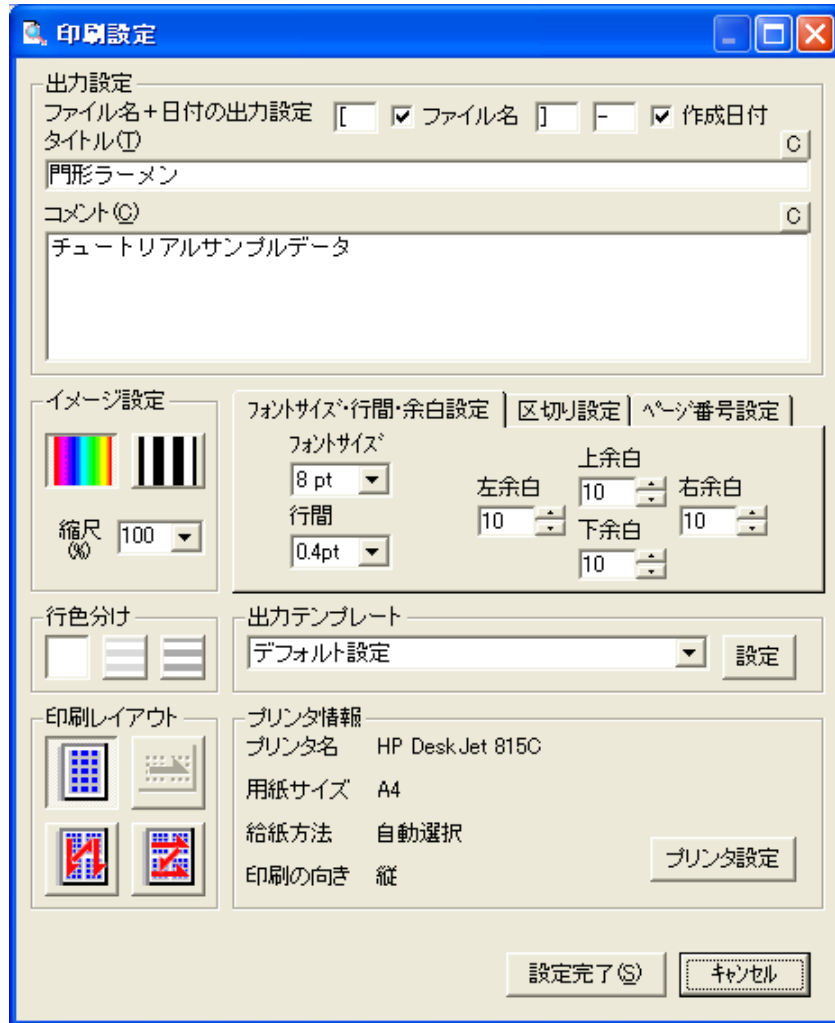 印刷設定
出力設定
ファイル名+日付の出力設定 [ ファイル名 ] - 作成日付
タイトル(T) C
門形ラーメン
コメント(C) C
チュートリアルサンプルデータ
イメージ設定
縮尺(%) 100
フォントサイズ・行間・余白設定 区切り設定 ページ番号設定
フォントサイズ
8 pt
行間
0.4pt
左余白
10
上余白
10
下余白
10
右余白
10
行色分け
出力テンプレート
デフォルト設定 設定
印刷レイアウト
プリンタ情報
プリンタ名 HP DeskJet 815C
用紙サイズ A4
給紙方法 自動選択
印刷の向き 縦
プリンタ設定
設定完了(S) キャンセル